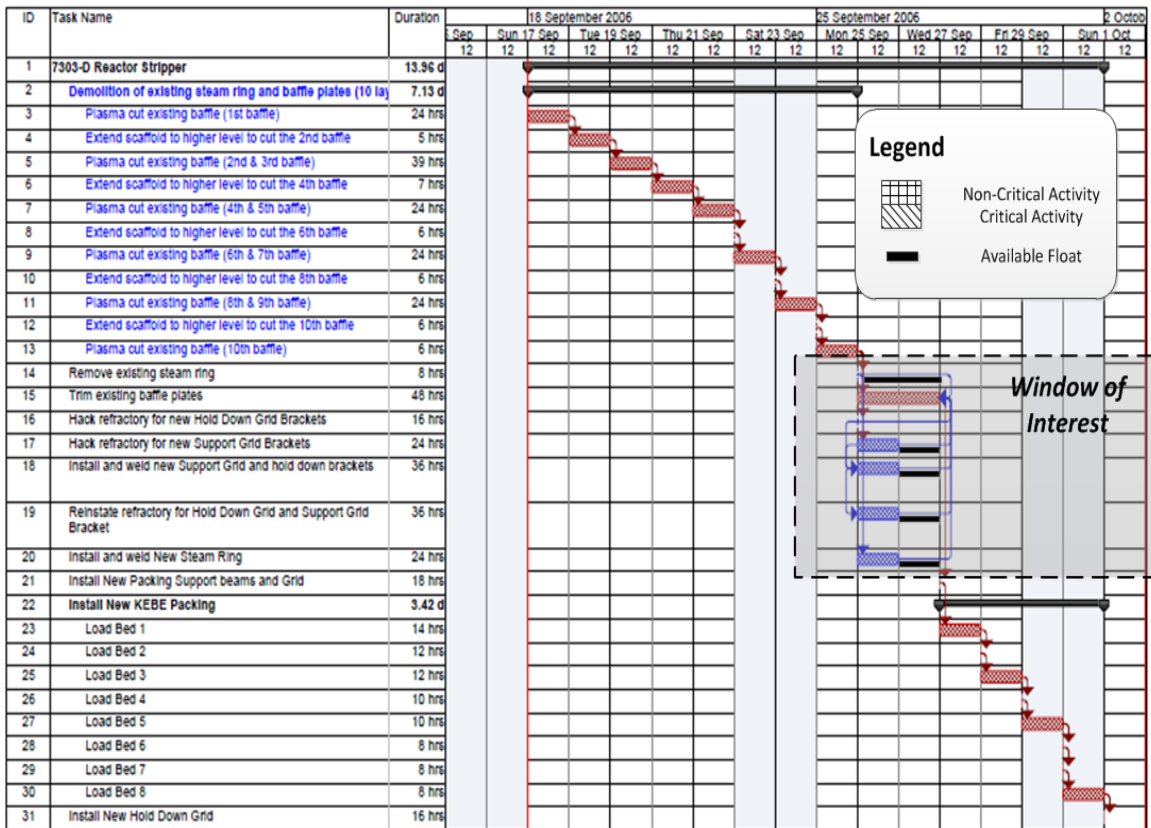 ID Task Name Duration 18 September 2006 25 September 2006 2 Octob
Sep Sun 17 Sep Tue 19 Sep Thu 21 Sep Sat 23 Sep Mon 25 Sep Wed 27 Sep Fri 29 Sep Sun 1 Oct
12 12 12 12 12 12 12 12 12 12 12 12 12 12 12 12 12
1 7303-D Reactor Stripper 13.96 d
2 Demolition of existing steam ring and baffle plates (10 lay 7.13 d
3 Plasma cut existing baffle (1st baffle) 24 hrs
4 Extend scaffold to higher level to cut the 2nd baffle 5 hrs
5 Plasma cut existing baffle (2nd & 3rd baffle) 39 hrs
6 Extend scaffold to higher level to cut the 4th baffle 7 hrs
7 Plasma cut existing baffle (4th & 5th baffle) 24 hrs
8 Extend scaffold to higher level to cut the 6th baffle 6 hrs
9 Plasma cut existing baffle (6th & 7th baffle) 24 hrs
10 Extend scaffold to higher level to cut the 8th baffle 6 hrs
11 Plasma cut existing baffle (8th & 9th baffle) 24 hrs
12 Extend scaffold to higher level to cut the 10th baffle 6 hrs
13 Plasma cut existing baffle (10th baffle) 6 hrs
14 Remove existing steam ring 8 hrs
15 Trim existing baffle plates 48 hrs
16 Hack refractory for new Hold Down Grid Brackets 16 hrs
17 Hack refractory for new Support Grid Brackets 24 hrs
18 Install and weld new Support Grid and hold down brackets 36 hrs
19 Reinstate refractory for Hold Down Grid and Support Grid 36 hrs
Bracket
20 Install and weld New Steam Ring 24 hrs
21 Install New Packing Support beams and Grid 18 hrs
22 Install New KEBE Packing 3.42 d
23 Load Bed 1 14 hrs
24 Load Bed 2 12 hrs
25 Load Bed 3 12 hrs
26 Load Bed 4 10 hrs
27 Load Bed 5 10 hrs
28 Load Bed 6 8 hrs
29 Load Bed 7 8 hrs
30 Load Bed 8 8 hrs
31 Install New Hold Down Grid 16 hrs
Legend
Non-Critical Activity
Critical Activity
Available Float
Window of
Interest